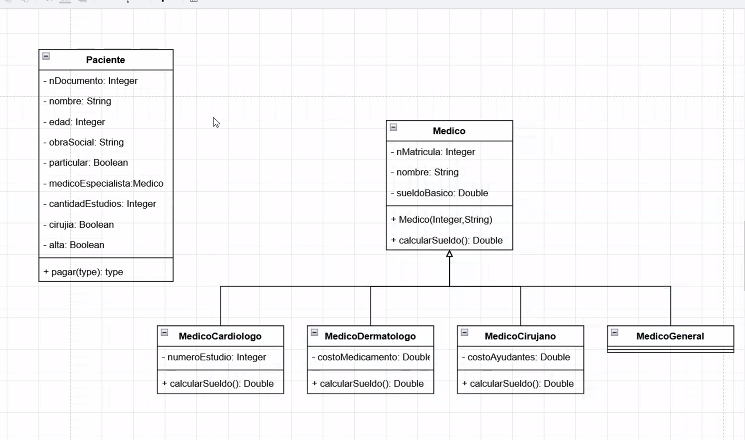 Paciente
- nDocumento: Integer
- nombre: String
- edad: Integer
- obraSocial: String
- particular: Boolean
- medicoEspecialista:Medico
- cantidadEstudios: Integer
- cirujia: Boolean
- alta: Boolean
+ pagar(type): type
Medico
- nMatricula: Integer
- nombre: String
- sueldoBasico: Double
+ Medico(Integer,String)
+ calcularSueldo(): Double
MedicoCardiologo
- numeroEstudio: Integer
+ calcularSueldo(): Double
MedicoDermatologo
- costoMedicamento: Double
+ calcularSueldo(): Double
MedicoCirujano
- costoAyudantes: Double
+ calcularSueldo(): Double
MedicoGeneral